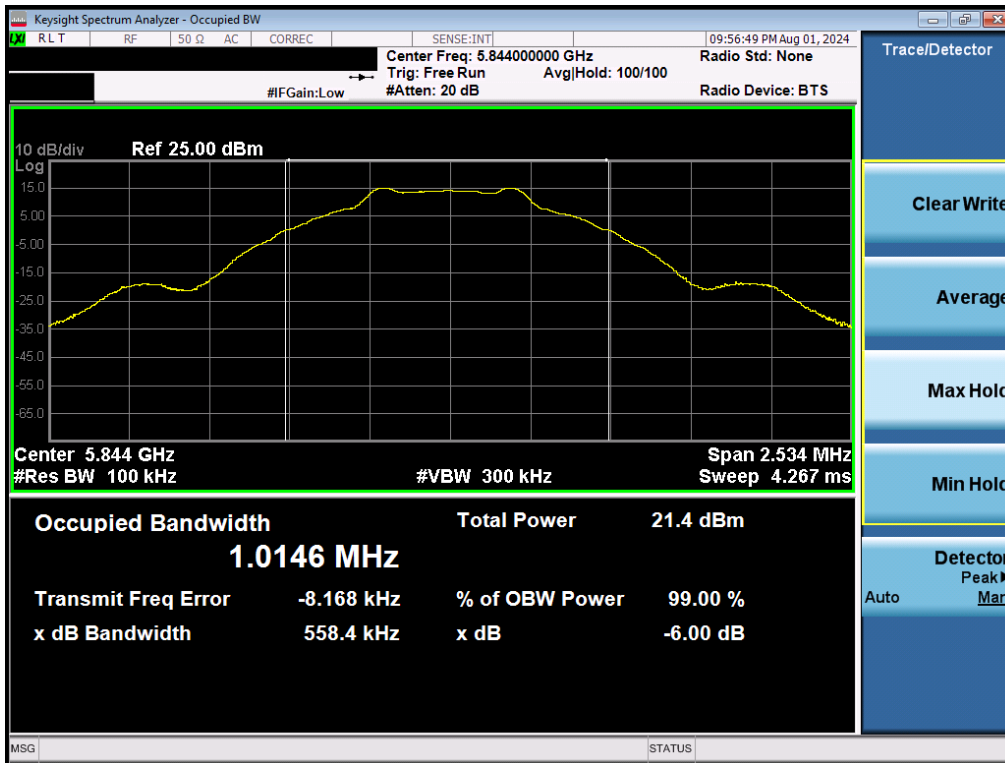 Keysight Spectrum Analyzer - Occupied BW
LXI RLT RF 50 Ω AC CORREC SENSE:INT 09:56:49 PM Aug 01, 2024
Center Freq: 5.844000000 GHz Radio Std: None
Trig: Free Run Avg|Hold: 100/100
#IFGain:Low #Atten: 20 dB Radio Device: BTS
Trace/Detector
10 dB/div Ref 25.00 dBm
Log
15.0
5.00
-5.00
-15.0
-25.0
-35.0
-45.0
-55.0
-65.0
Center 5.844 GHz Span 2.534 MHz
#Res BW 100 kHz #VBW 300 kHz Sweep 4.267 ms
Occupied Bandwidth Total Power 21.4 dBm
1.0146 MHz
Transmit Freq Error -8.168 kHz % of OBW Power 99.00 %
x dB Bandwidth 558.4 kHz x dB -6.00 dB
Clear Write
Average
Max Hold
Min Hold
Detector
Peak
Auto Man
MSG STATUS